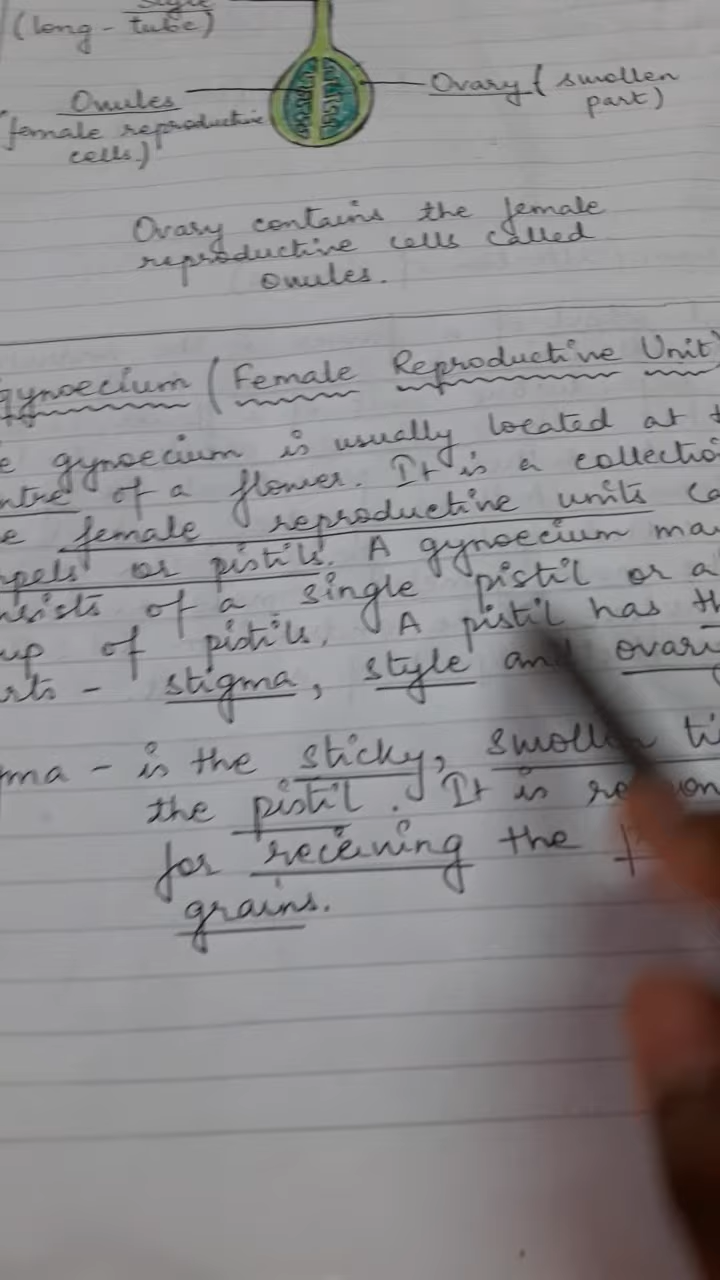 style
(long - tube)
Ovules
female reproductive
cells.)
Ovary ( swollen
part)
Ovary contains the female
reproductive cells called
Ovules.
gynoecium (Female Reproductive Unit)
gynoecium is usually located at
of a flower. It is a
female reproductive units
or pistils. A gynoecium
of a single pistil or a
of pistils. A pistil has
- stigma, style and
- is the sticky,
the pistil. It is
for receiving the
grains.